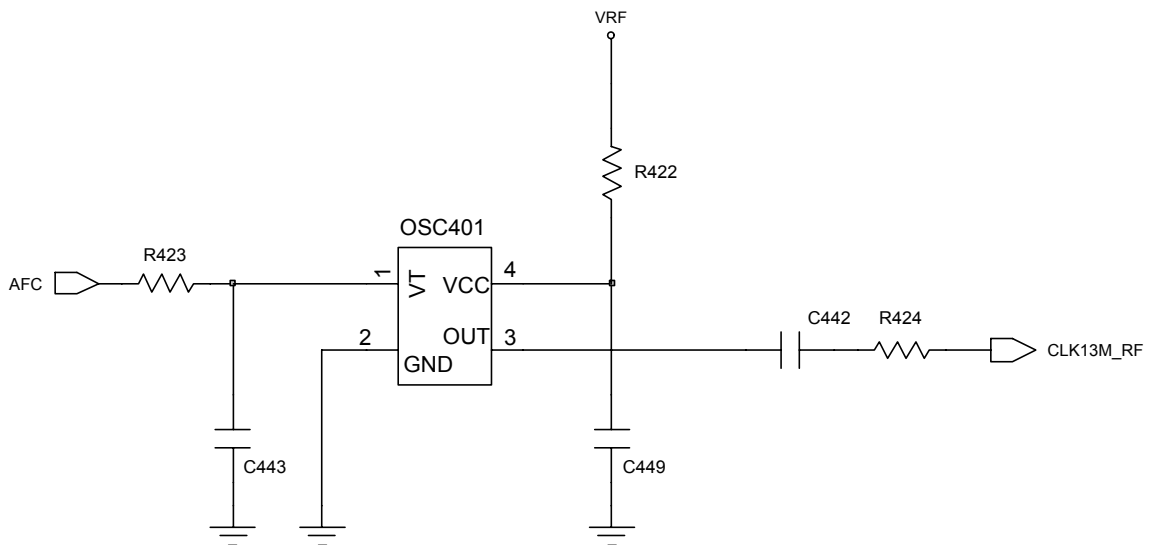 VRF
R422
OSC401
R423
1
VT
VCC
4
AFC
C442
R424
2
OUT
3
GND
CLK13M_RF
C443
C449